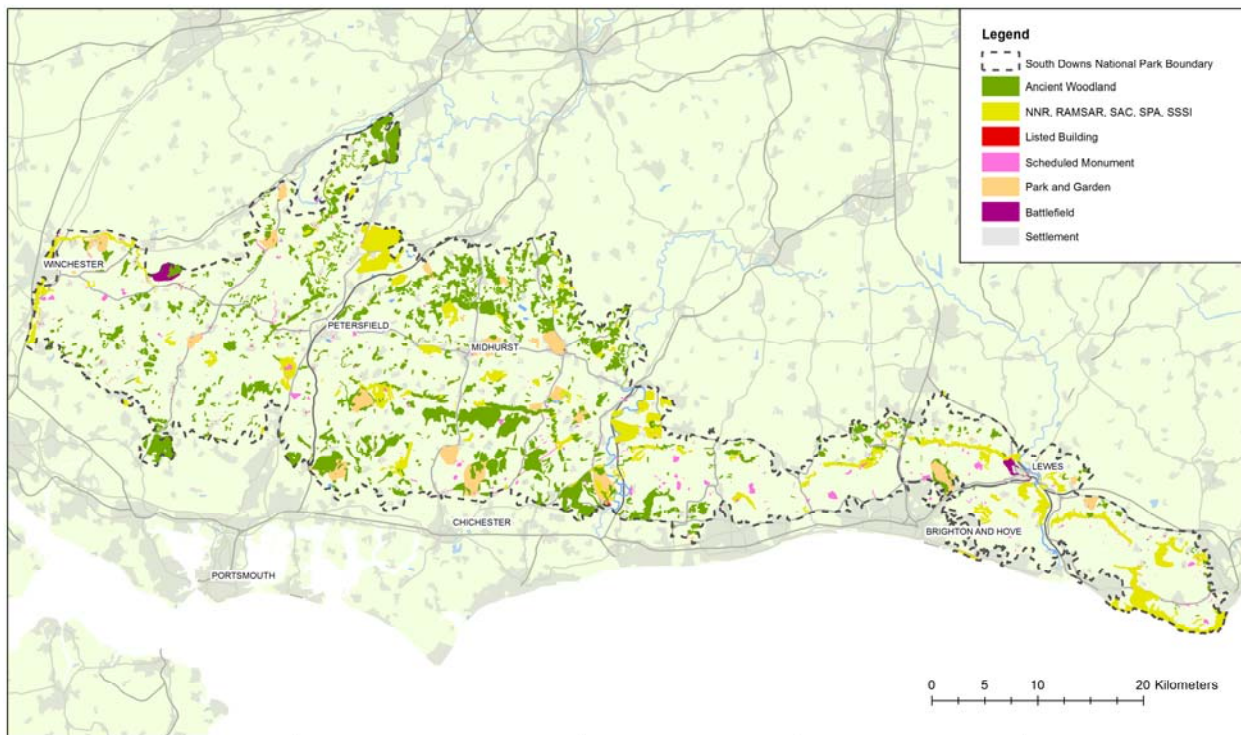 Legend
South Downs National Park Boundary
Ancient Woodland
NNR, RAMSAR, SAC, SPA, SSSI
Listed Building
Scheduled Monument
Park and Garden
Battlefield
Settlement
WINCHESTER
PETERSFIELD
MIDHURST
LEWES
CHICHESTER
BRIGHTON AND HOVE
PORTSMOUTH
0 5 10 20 Kilometers